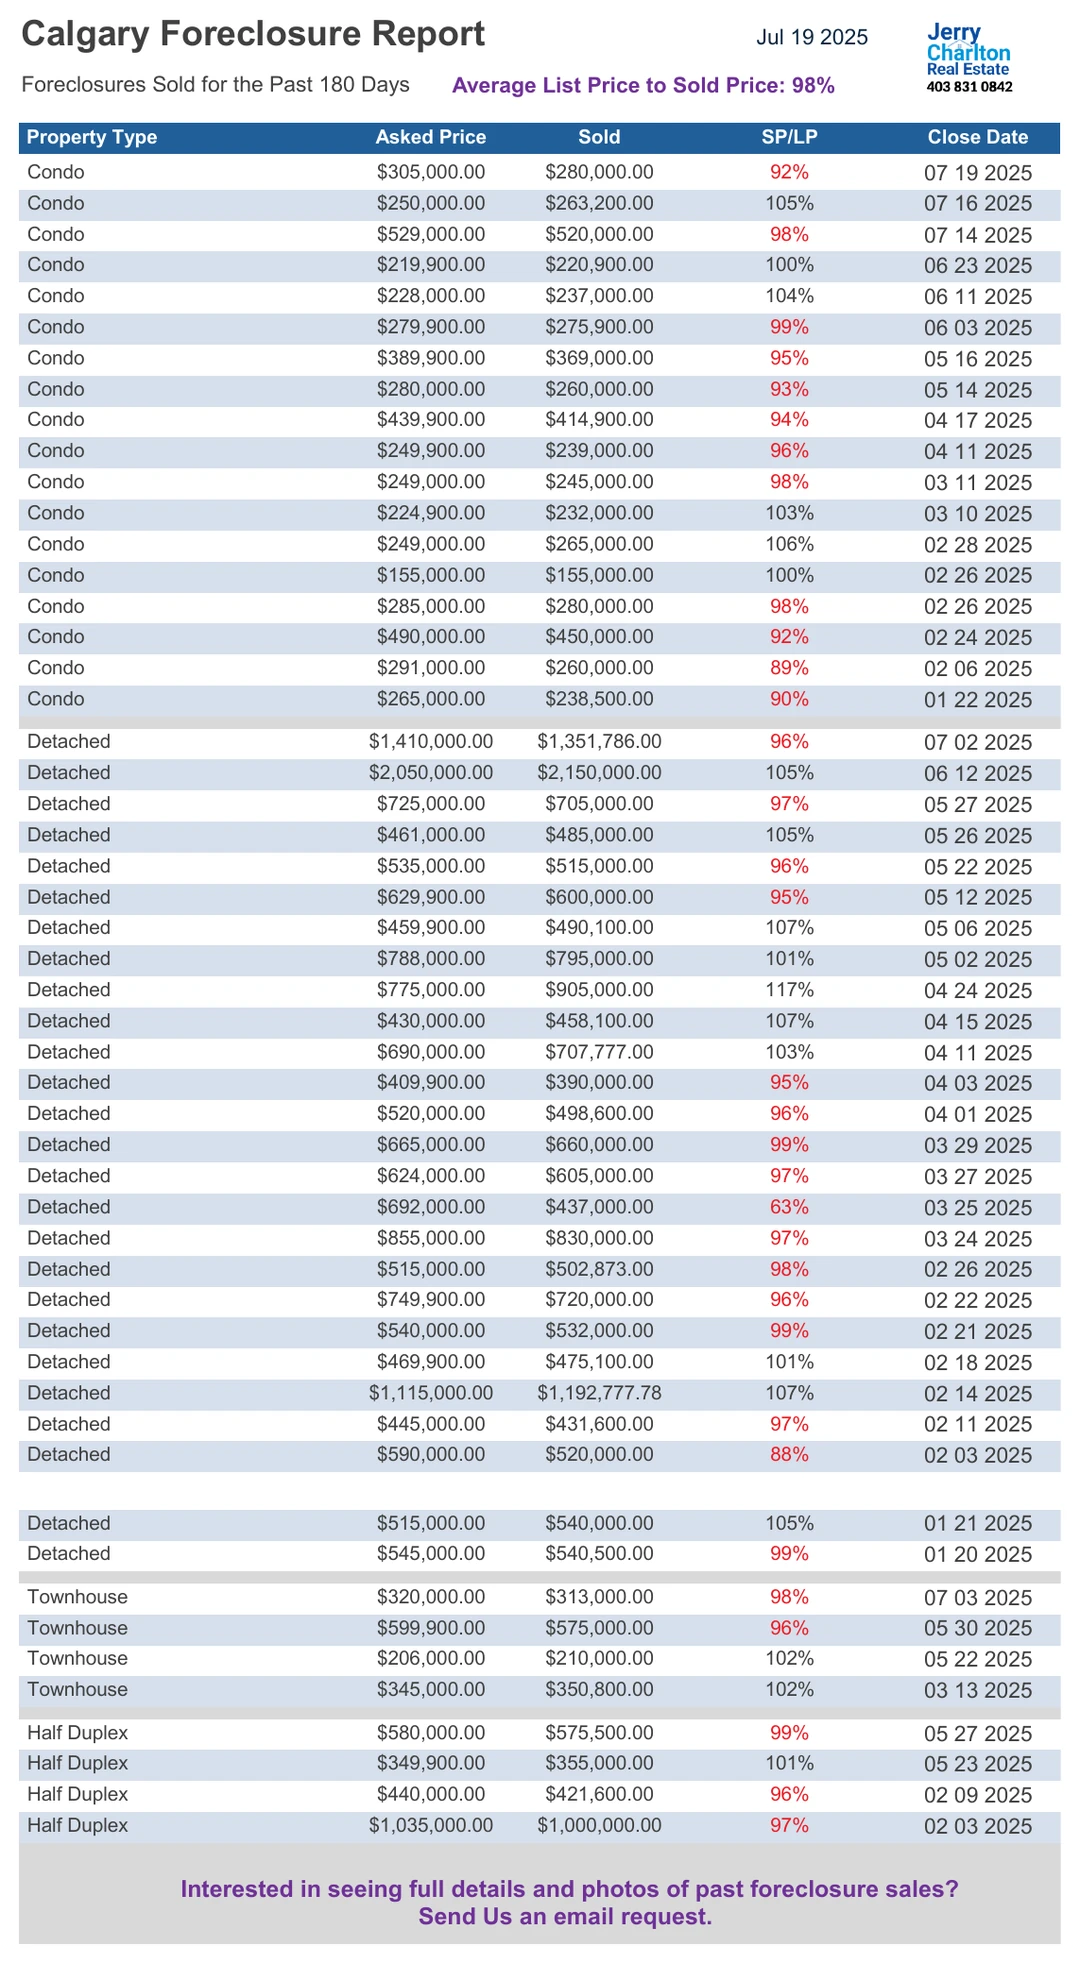 Calgary Foreclosure Report Jul 19 2025
Jerry
Charlton
Real Estate
403 831 0842
Foreclosures Sold for the Past 180 Days Average List Price to Sold Price: 98%
Property Type Asked Price Sold SP/LP Close Date
Condo $305,000.00 $280,000.00 92% 07 19 2025
Condo $250,000.00 $263,200.00 105% 07 16 2025
Condo $529,000.00 $520,000.00 98% 07 14 2025
Condo $219,900.00 $220,900.00 100% 06 23 2025
Condo $228,000.00 $237,000.00 104% 06 11 2025
Condo $279,900.00 $275,900.00 99% 06 03 2025
Condo $389,900.00 $369,000.00 95% 05 16 2025
Condo $280,000.00 $260,000.00 93% 05 14 2025
Condo $439,900.00 $414,900.00 94% 04 17 2025
Condo $249,900.00 $239,000.00 96% 04 11 2025
Condo $249,000.00 $245,000.00 98% 03 11 2025
Condo $224,900.00 $232,000.00 103% 03 10 2025
Condo $249,000.00 $265,000.00 106% 02 28 2025
Condo $155,000.00 $155,000.00 100% 02 26 2025
Condo $285,000.00 $280,000.00 98% 02 26 2025
Condo $490,000.00 $450,000.00 92% 02 24 2025
Condo $291,000.00 $260,000.00 89% 02 06 2025
Condo $265,000.00 $238,500.00 90% 01 22 2025
Detached $1,410,000.00 $1,351,786.00 96% 07 02 2025
Detached $2,050,000.00 $2,150,000.00 105% 06 12 2025
Detached $725,000.00 $705,000.00 97% 05 27 2025
Detached $461,000.00 $485,000.00 105% 05 26 2025
Detached $535,000.00 $515,000.00 96% 05 22 2025
Detached $629,900.00 $600,000.00 95% 05 12 2025
Detached $459,900.00 $490,100.00 107% 05 06 2025
Detached $788,000.00 $795,000.00 101% 05 02 2025
Detached $775,000.00 $905,000.00 117% 04 24 2025
Detached $430,000.00 $458,100.00 107% 04 15 2025
Detached $690,000.00 $707,777.00 103% 04 11 2025
Detached $409,900.00 $390,000.00 95% 04 03 2025
Detached $520,000.00 $498,600.00 96% 04 01 2025
Detached $665,000.00 $660,000.00 99% 03 29 2025
Detached $624,000.00 $605,000.00 97% 03 27 2025
Detached $692,000.00 $437,000.00 63% 03 25 2025
Detached $855,000.00 $830,000.00 97% 03 24 2025
Detached $515,000.00 $502,873.00 98% 02 26 2025
Detached $749,900.00 $720,000.00 96% 02 22 2025
Detached $540,000.00 $532,000.00 99% 02 21 2025
Detached $469,900.00 $475,100.00 101% 02 18 2025
Detached $1,115,000.00 $1,192,777.78 107% 02 14 2025
Detached $445,000.00 $431,600.00 97% 02 11 2025
Detached $590,000.00 $520,000.00 88% 02 03 2025
Detached $515,000.00 $540,000.00 105% 01 21 2025
Detached $545,000.00 $540,500.00 99% 01 20 2025
Townhouse $320,000.00 $313,000.00 98% 07 03 2025
Townhouse $599,900.00 $575,000.00 96% 05 30 2025
Townhouse $206,000.00 $210,000.00 102% 05 22 2025
Townhouse $345,000.00 $350,800.00 102% 03 13 2025
Half Duplex $580,000.00 $575,500.00 99% 05 27 2025
Half Duplex $349,900.00 $355,000.00 101% 05 23 2025
Half Duplex $440,000.00 $421,600.00 96% 02 09 2025
Half Duplex $1,035,000.00 $1,000,000.00 97% 02 03 2025
Interested in seeing full details and photos of past foreclosure sales?
Send Us an email request.